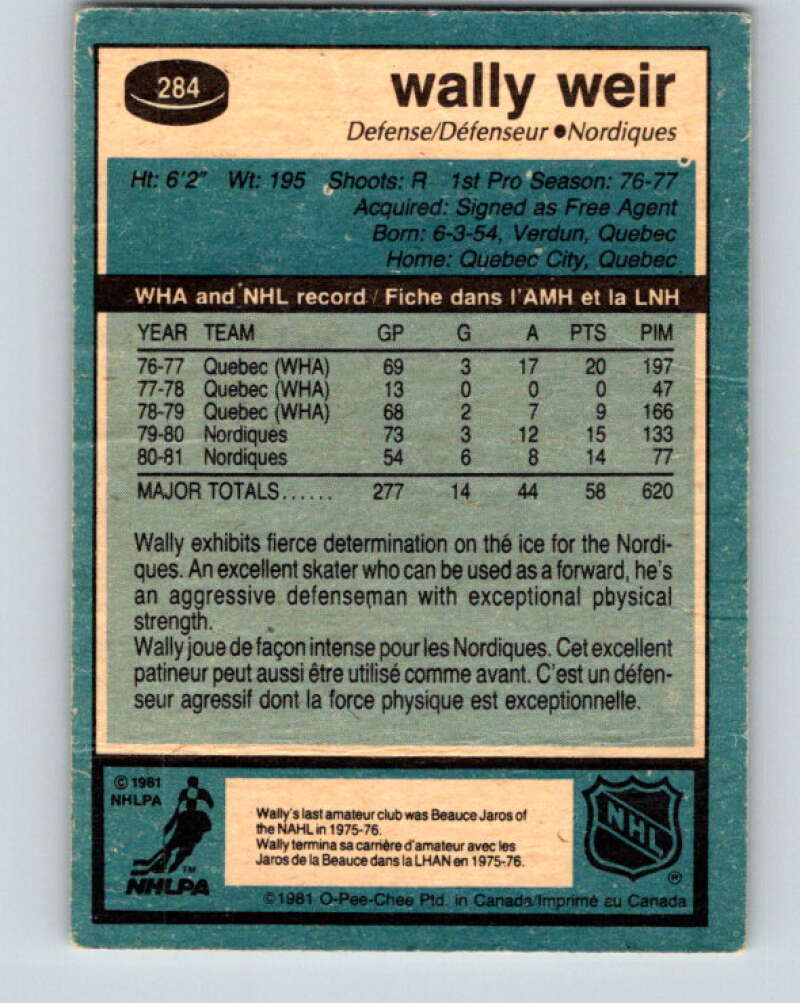 284
wally weir
Defense/Défenseur ● Nordiques
Ht: 6'2" Wt: 195 Shoots: R 1st Pro Season: 76-77
Acquired: Signed as Free Agent
Born: 6-3-54, Verdun, Quebec
Home: Quebec City, Quebec
WHA and NHL record / Fiche dans l'AMH et la LNH
YEAR TEAM GP G A PTS PIM
76-77 Quebec (WHA) 69 3 17 20 197
77-78 Quebec (WHA) 13 0 0 0 47
78-79 Quebec (WHA) 68 2 7 9 166
79-80 Nordiques 73 3 12 15 133
80-81 Nordiques 54 6 8 14 77
MAJOR TOTALS...... 277 14 44 58 620
Wally exhibits fierce determination on the ice for the Nordi-
ques. An excellent skater who can be used as a forward, he's
an aggressive defenseman with exceptional physical
strength.
Wally joue de façon intense pour les Nordiques. Cet excellent
patineur peut aussi être utilisé comme avant. C'est un défen-
seur agressif dont la force physique est exceptionnelle.
© 1981
NHLPA
TM
NHLPA
Wally's last amateur club was Beauce Jaros of
the NAHL in 1975-76.
Wally termina sa carrière d'amateur avec les
Jaros de la Beauce dans la LHAN en 1975-76.
NHL
®
© 1981 O-Pee-Chee Ptd. in Canada/Imprimé au Canada